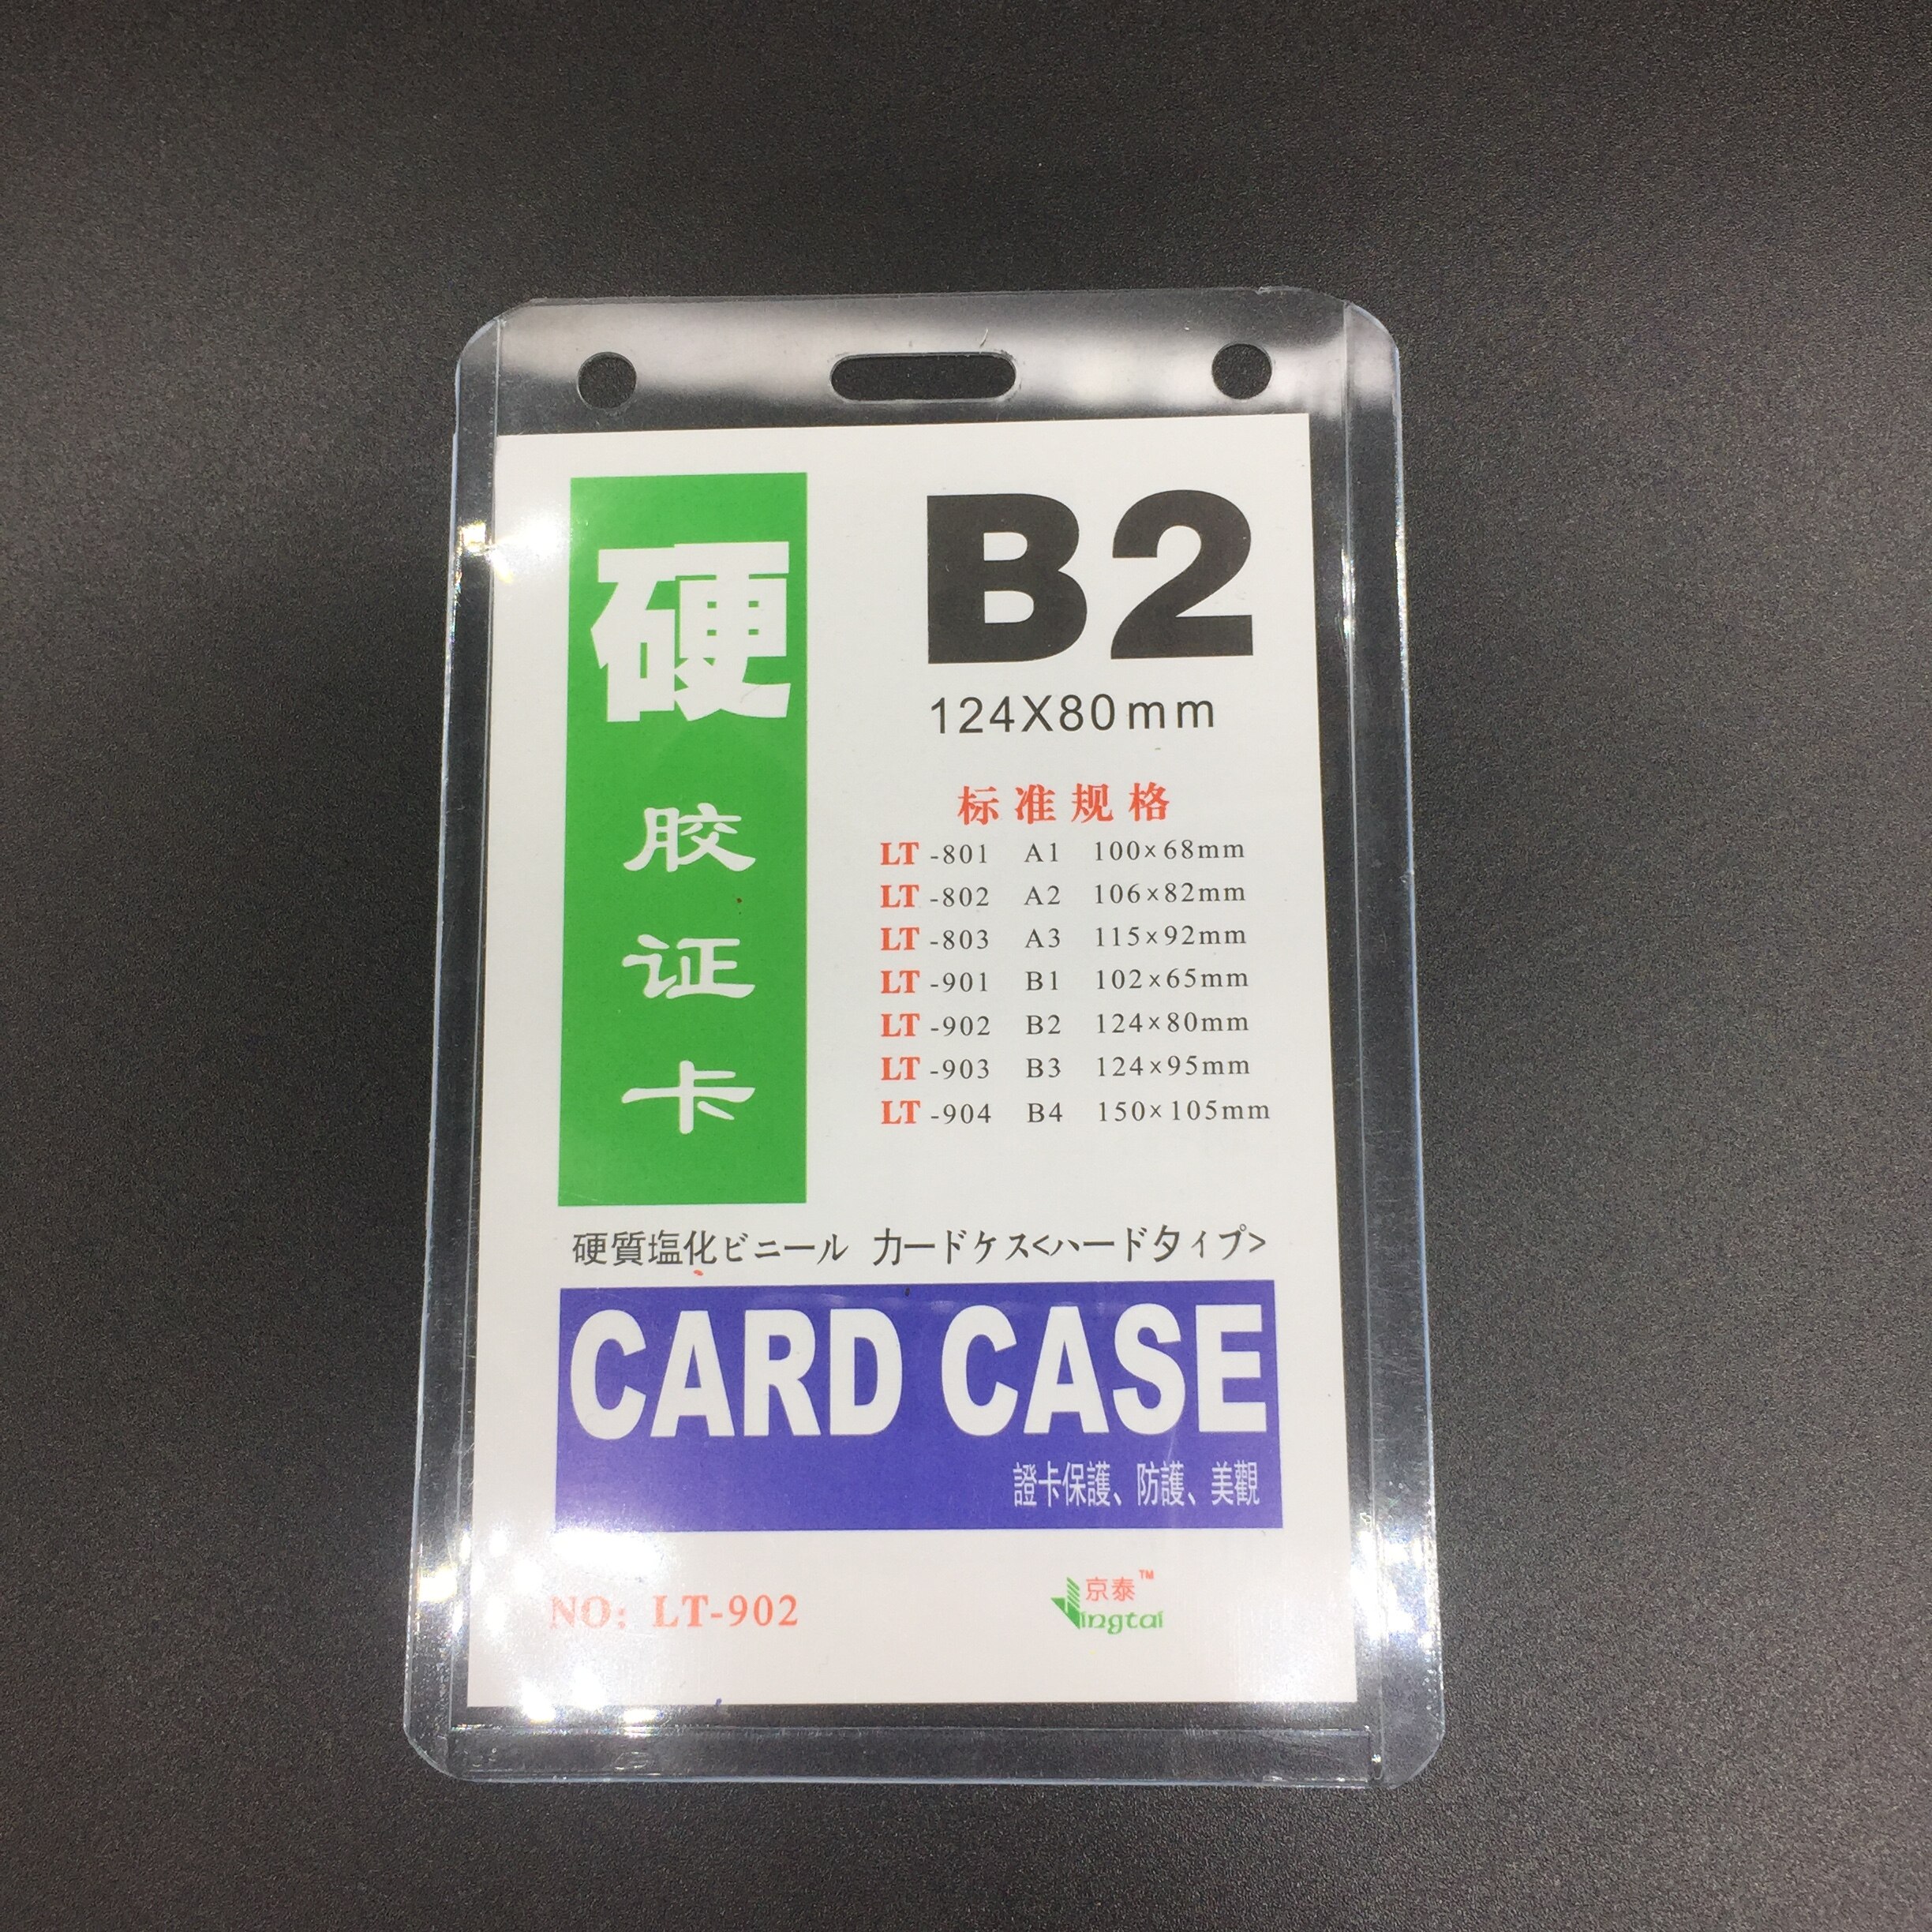 硬胶证卡
B2
124X80mm
标准规格
LT -801 A1 100×68mm
LT -802 A2 106×82mm
LT -803 A3 115×92mm
LT -901 B1 102×65mm
LT -902 B2 124×80mm
LT -903 B3 124×95mm
LT -904 B4 150×105mm
硬質塩化ビニール カードケス<ハードタイプ>
CARD CASE
證卡保護、防護、美觀
NO: LT-902
京泰™
Jingtai